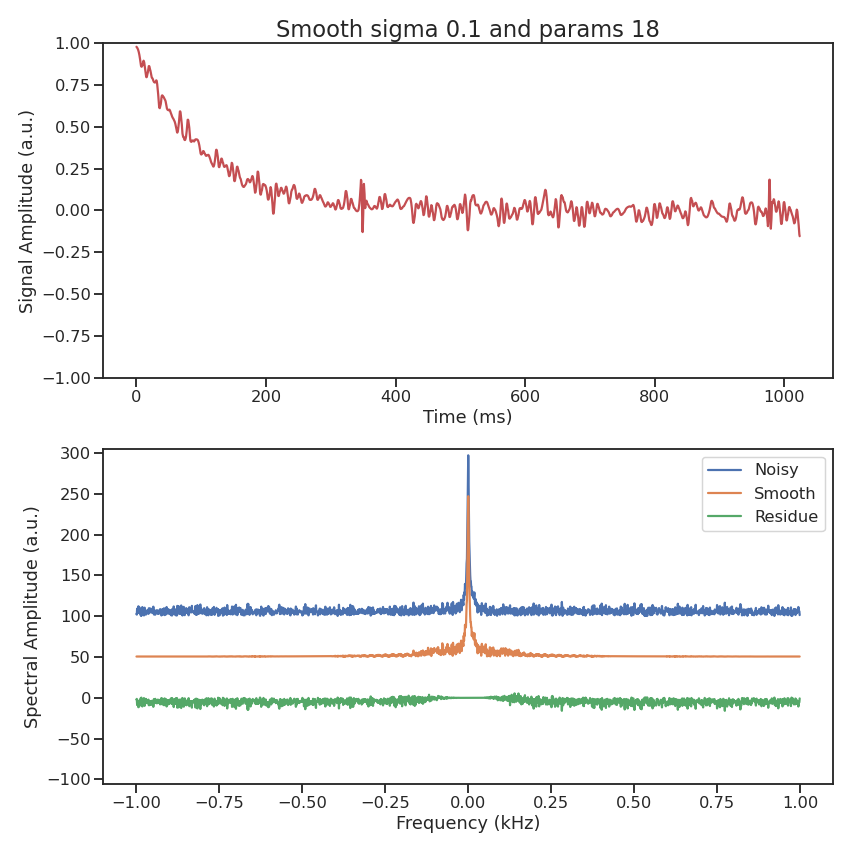 Smooth sigma 0.1 and params 18
1.00
0.75
0.50
0.25
0.00
−0.25
−0.50
−0.75
−1.00
Signal Amplitude (a.u.)
0 200 400 600 800 1000
Time (ms)
300
250
200
150
100
50
0
−50
−100
Spectral Amplitude (a.u.)
Noisy
Smooth
Residue
−1.00 −0.75 −0.50 −0.25 0.00 0.25 0.50 0.75 1.00
Frequency (kHz)